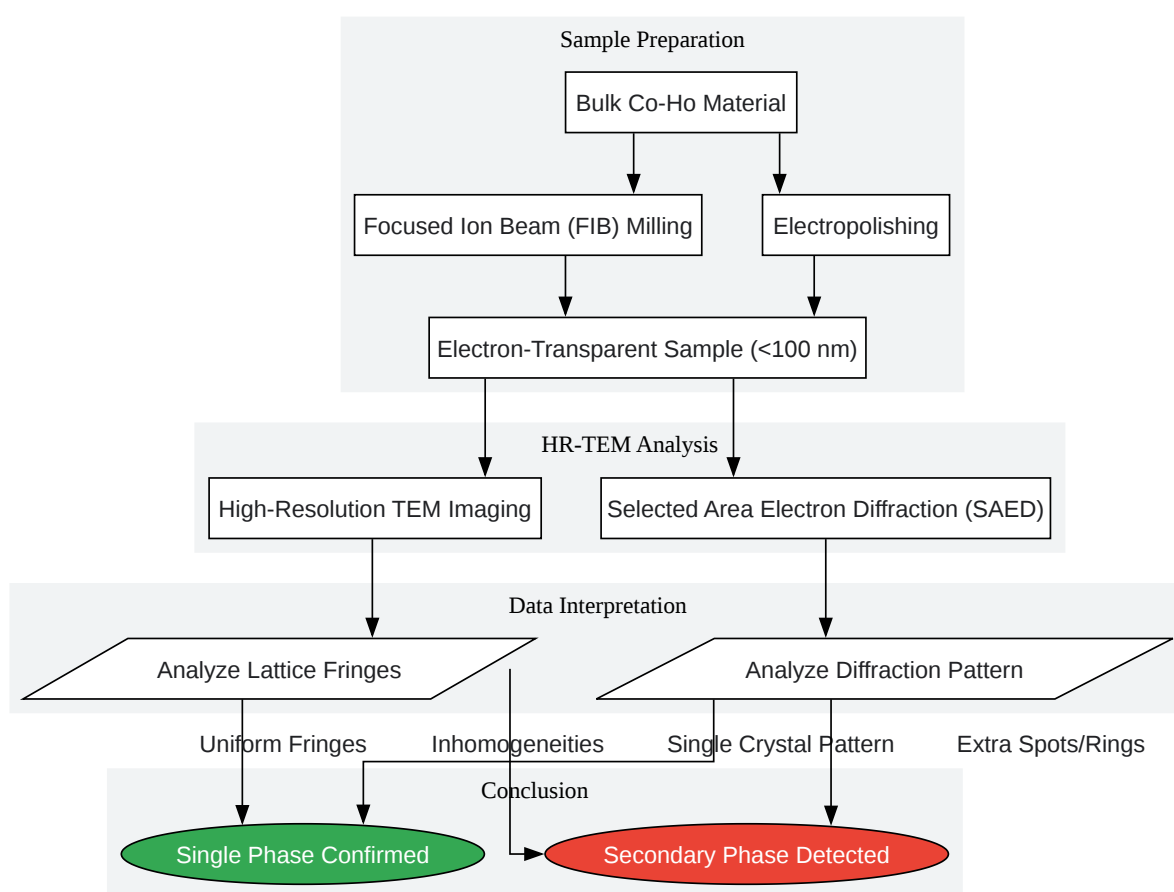 Sample Preparation
Bulk Co-Ho Material
Focused Ion Beam (FIB) Milling
Electropolishing
Electron-Transparent Sample (<100 nm)
HR-TEM Analysis
High-Resolution TEM Imaging
Selected Area Electron Diffraction (SAED)
Data Interpretation
Analyze Lattice Fringes
Analyze Diffraction Pattern
Uniform Fringes
Inhomogeneities
Single Crystal Pattern
Extra Spots/Rings
Conclusion
Single Phase Confirmed
Secondary Phase Detected